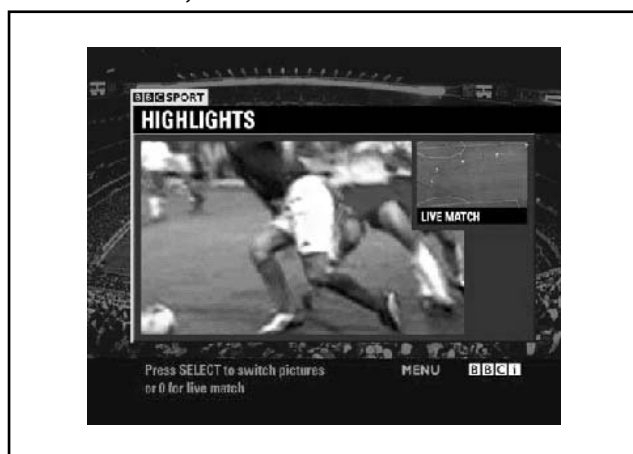 BBC SPORT
HIGHLIGHTS
LIVE MATCH
Press SELECT to switch pictures
or 0 for live match
MENU
BBCi